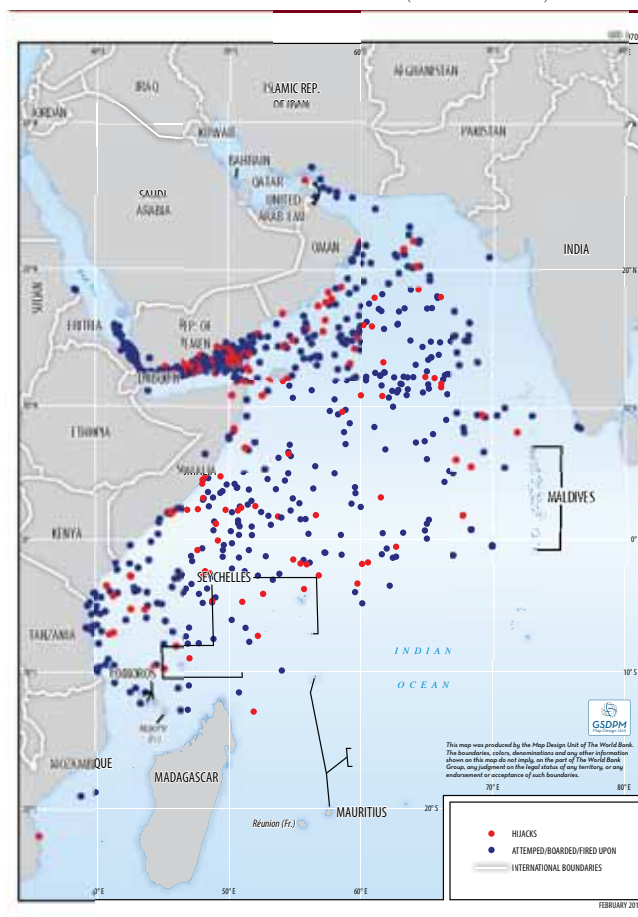 60°
JORDAN
IRAQ
ISLAMIC REP.
OF IRAN
AFGHANISTAN
KUWAIT
PAKISTAN
BAHRAIN
QATAR
SAUDI
ARABIA
UNITED
OMAN
INDIA
20°N
SUDAN
ERITREA
REP. OF
YEMEN
ETHIOPIA
SOMALIA
MALDIVES
KENYA
0°
SEYCHELLES
TANZANIA
INDIAN
OCEAN
10°S
COMOROS
GSDPM
Map Design Unit
This map was produced by the Map Design Unit of The World Bank.
The boundaries, colors, denominations and any other information
shown on this map do not imply, on the part of The World Bank
Group, any judgment on the legal status of any territory, or any
endorsement or acceptance of such boundaries.
MOZAMBIQUE
MADAGASCAR
70°E
80°E
MAURITIUS
20°S
Réunion (Fr.)
HIJACKS
ATTEMPED/BOARDED/FIRED UPON
INTERNATIONAL BOUNDARIES
50°E
60°E
FEBRUARY 201